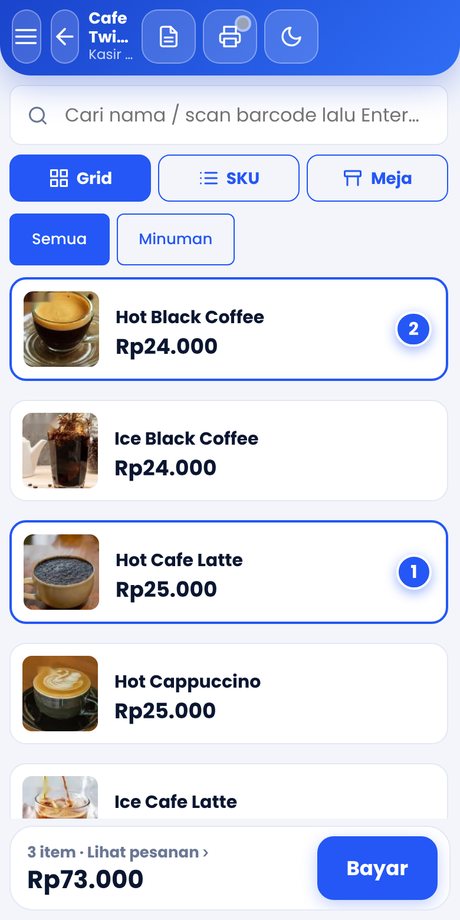 Cafe
Twi...
Kasir ...
Cari nama / scan barcode lalu Enter...
Grid
SKU
Meja
Semua
Minuman
Hot Black Coffee
Rp24.000
2
Ice Black Coffee
Rp24.000
Hot Cafe Latte
Rp25.000
1
Hot Cappuccino
Rp25.000
Ice Cafe Latte
3 item · Lihat pesanan ›
Rp73.000
Bayar